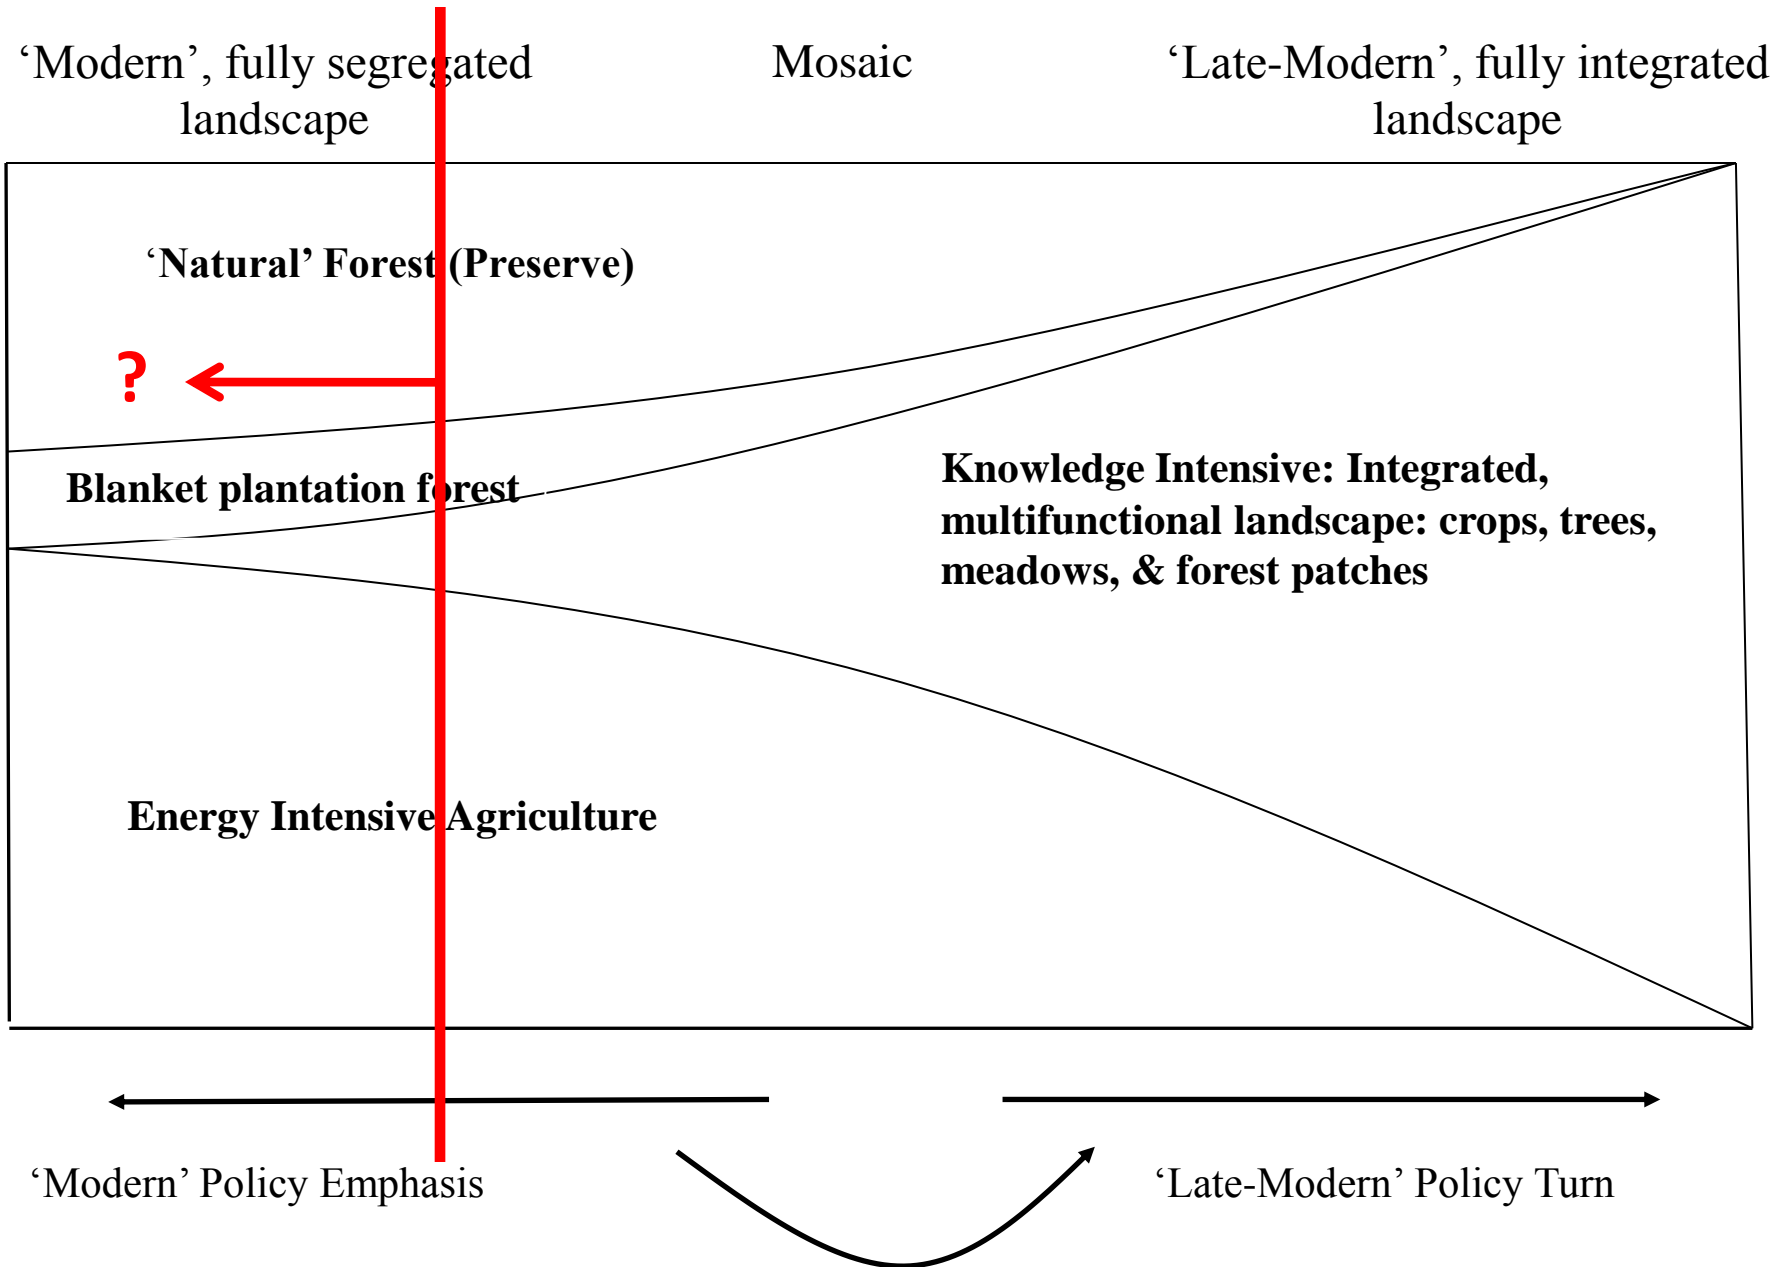 ‘Modern’, fully segregated
landscape
Mosaic
‘Late-Modern’, fully integrated
landscape
‘Natural’ Forest (Preserve)
?
Blanket plantation forest
Knowledge Intensive: Integrated,
multifunctional landscape: crops, trees,
meadows, & forest patches
Energy Intensive Agriculture
‘Modern’ Policy Emphasis
‘Late-Modern’ Policy Turn